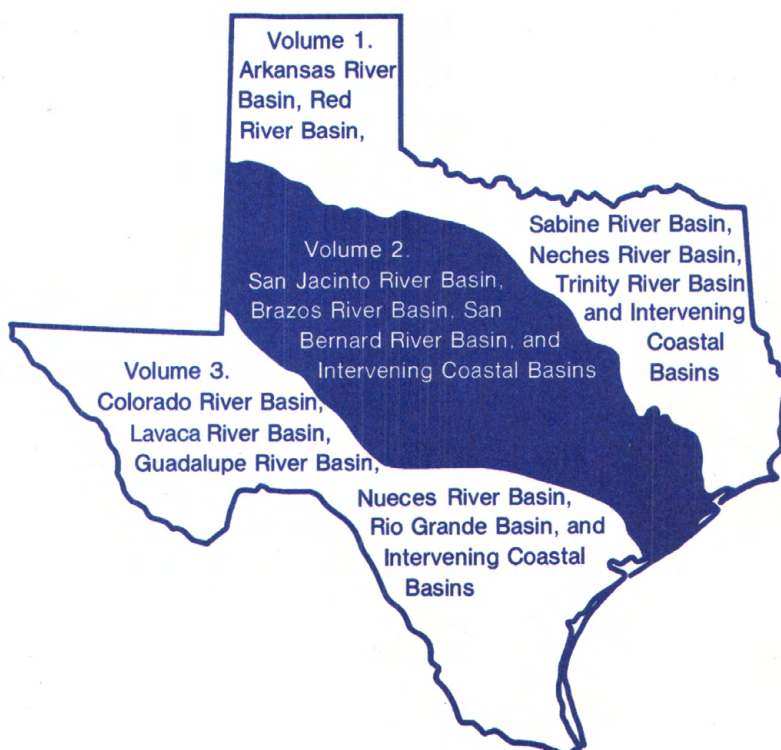 Volume 1.
Arkansas River
Basin, Red
River Basin,
Sabine River Basin,
Neches River Basin,
Trinity River Basin
and Intervening
Coastal
Basins
Volume 2.
San Jacinto River Basin,
Brazos River Basin, San
Bernard River Basin, and
Intervening Coastal Basins
Volume 3.
Colorado River Basin,
Lavaca River Basin,
Guadalupe River Basin,
Nueces River Basin,
Rio Grande Basin, and
Intervening Coastal
Basins